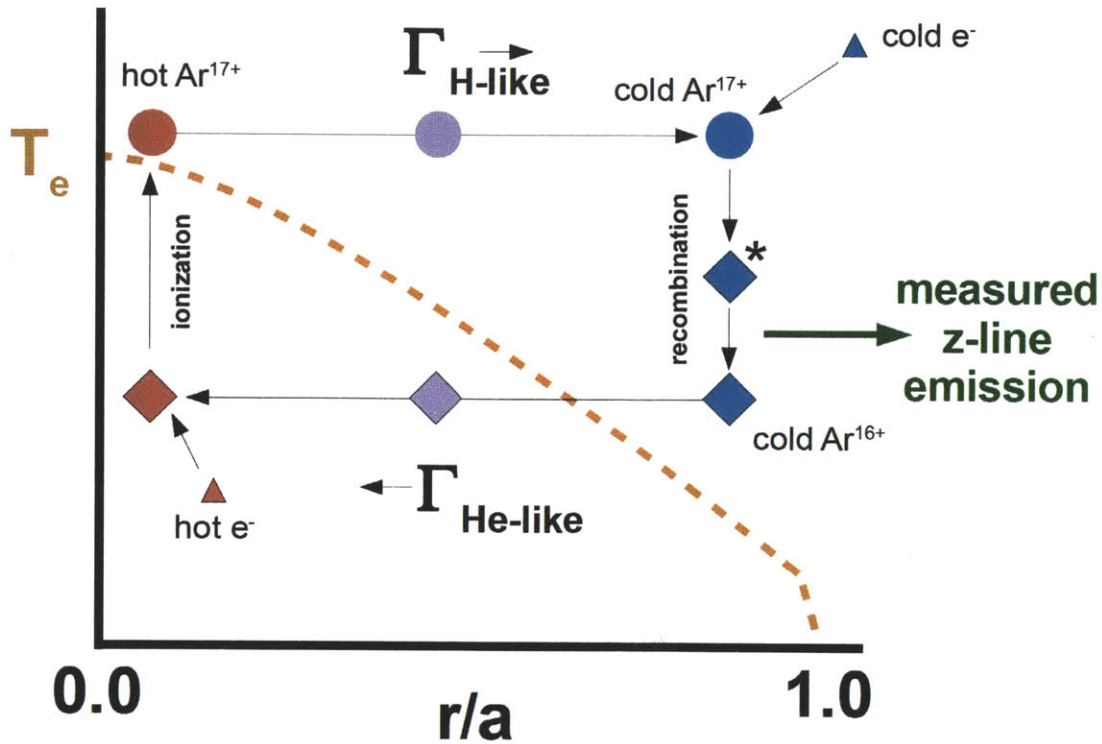 Γ H-like
cold e⁻
hot Ar¹⁷⁺
cold Ar¹⁷⁺
Tₑ
ionization
recombination
*
measured
z-line
emission
cold Ar¹⁶⁺
Γ He-like
hot e⁻
0.0
r/a
1.0